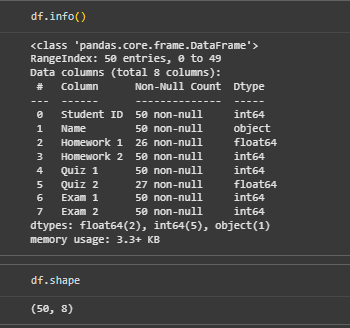 df.info()
<class 'pandas.core.frame.DataFrame'>
RangeIndex: 50 entries, 0 to 49
Data columns (total 8 columns):
 #   Column      Non-Null Count  Dtype
---  ------      --------------  -----
 0   Student ID  50 non-null     int64
 1   Name        50 non-null     object
 2   Homework 1  26 non-null     float64
 3   Homework 2  50 non-null     int64
 4   Quiz 1      50 non-null     int64
 5   Quiz 2      27 non-null     float64
 6   Exam 1      50 non-null     int64
 7   Exam 2      50 non-null     int64
dtypes: float64(2), int64(5), object(1)
memory usage: 3.3+ KB
df.shape
(50, 8)